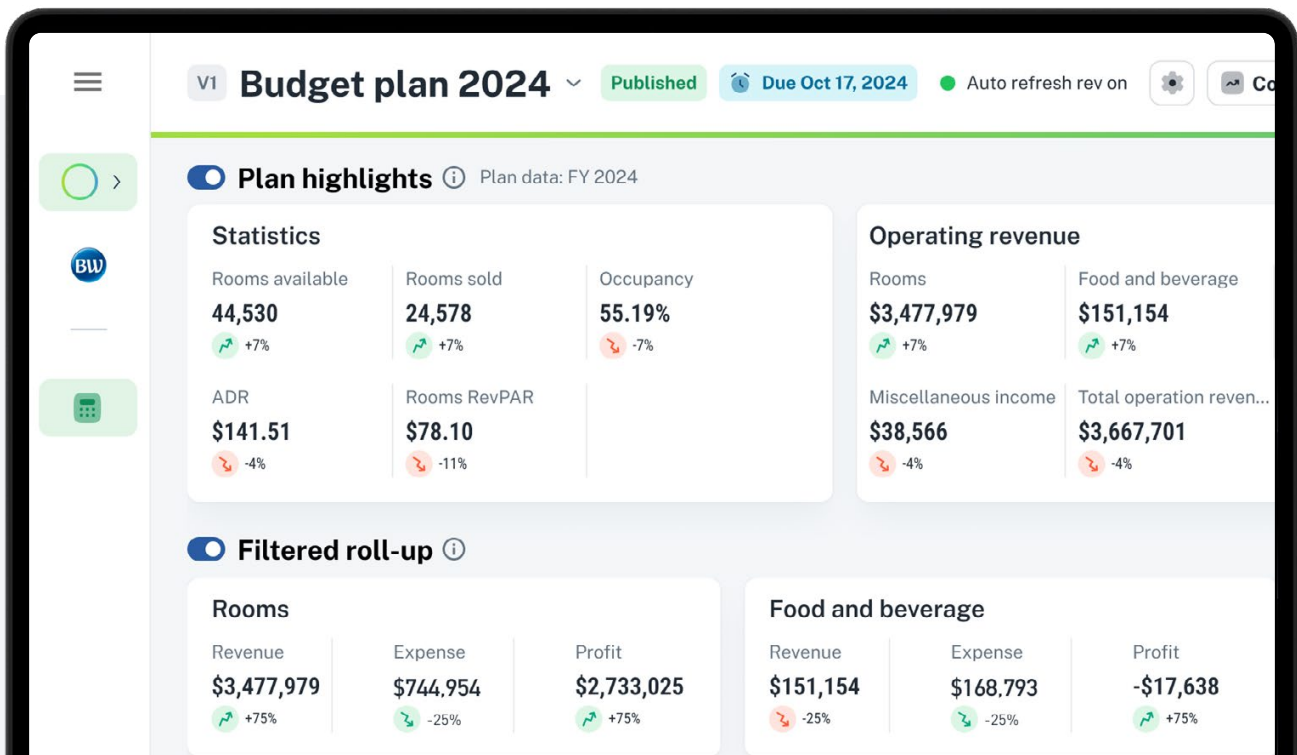 V1 Budget plan 2024 Published Due Oct 17, 2024 Auto refresh rev on Co
Plan highlights Plan data: FY 2024
Statistics
Rooms available Rooms sold Occupancy
44,530 24,578 55.19%
+7% +7% -7%
ADR Rooms RevPAR
$141.51 $78.10
-4% -11%
Operating revenue
Rooms Food and beverage
$3,477,979 $151,154
+7% +7%
Miscellaneous income Total operation reven...
$38,566 $3,667,701
-4% -4%
BW
Filtered roll-up
Rooms
Revenue Expense Profit
$3,477,979 $744,954 $2,733,025
+75% -25% +75%
Food and beverage
Revenue Expense Profit
$151,154 $168,793 -$17,638
-25% -25% +75%